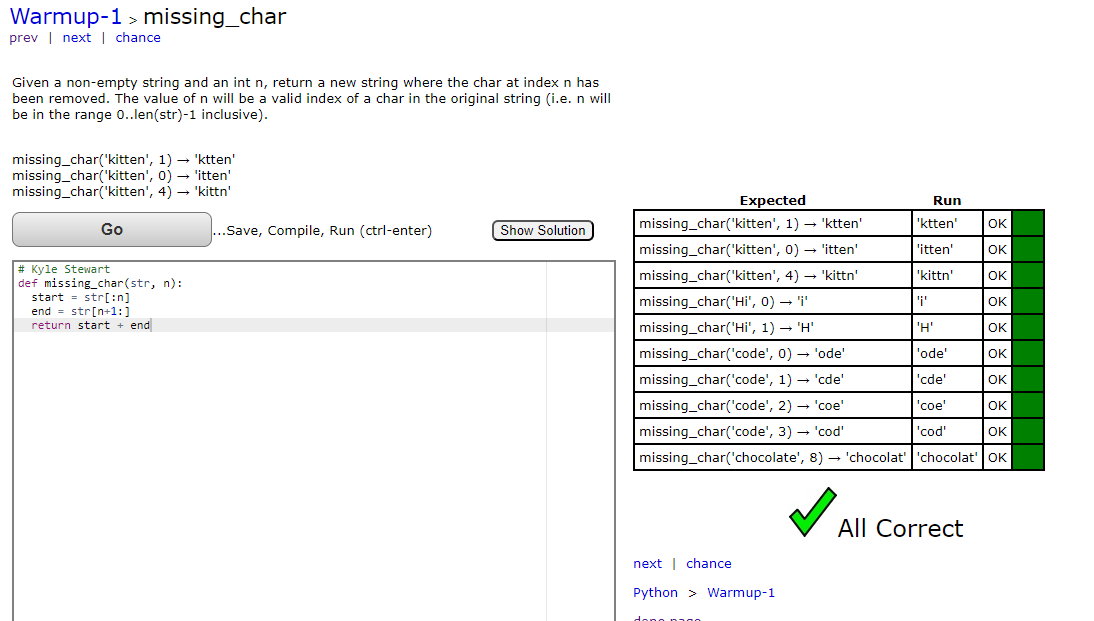 Warmup-1 > missing_char
prev | next | chance
Given a non-empty string and an int n, return a new string where the char at index n has
been removed. The value of n will be a valid index of a char in the original string (i.e. n will
be in the range 0..len(str)-1 inclusive).
missing_char('kitten', 1) → 'ktten'
missing_char('kitten', 0) → 'itten'
missing_char('kitten', 4) → 'kittn'
Go
...Save, Compile, Run (ctrl-enter)
Show Solution
# Kyle Stewart
def missing_char(str, n):
  start = str[:n]
  end = str[n+1:]
  return start + end
Expected Run
missing_char('kitten', 1) → 'ktten' 'ktten' OK
missing_char('kitten', 0) → 'itten' 'itten' OK
missing_char('kitten', 4) → 'kittn' 'kittn' OK
missing_char('Hi', 0) → 'i' 'i' OK
missing_char('Hi', 1) → 'H' 'H' OK
missing_char('code', 0) → 'ode' 'ode' OK
missing_char('code', 1) → 'cde' 'cde' OK
missing_char('code', 2) → 'coe' 'coe' OK
missing_char('code', 3) → 'cod' 'cod' OK
missing_char('chocolate', 8) → 'chocolat' 'chocolat' OK
All Correct
next | chance
Python > Warmup-1
done page